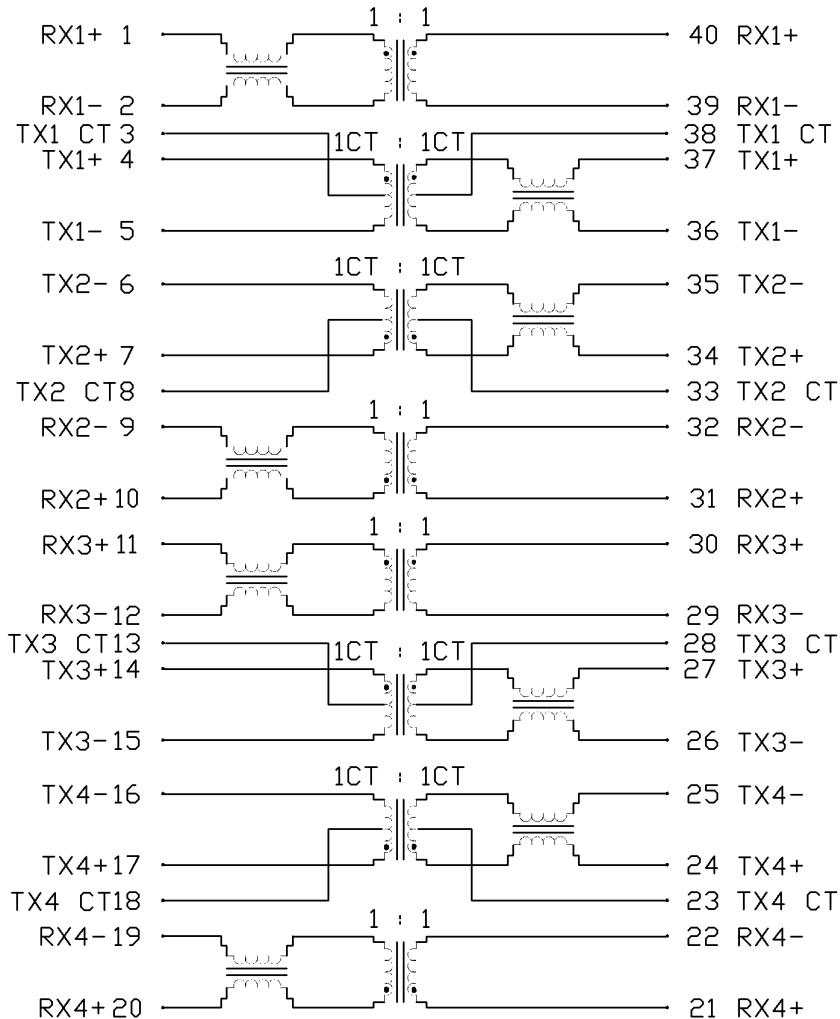 1 : 1
RX1+ 1 40 RX1+
RX1- 2 39 RX1-
TX1 CT 3 1CT : 1CT 38 TX1 CT
TX1+ 4 37 TX1+
TX1- 5 36 TX1-
1CT : 1CT
TX2- 6 35 TX2-
TX2+ 7 34 TX2+
TX2 CT8 33 TX2 CT
1 : 1
RX2- 9 32 RX2-
RX2+ 10 31 RX2+
1 : 1
RX3+ 11 30 RX3+
RX3- 12 29 RX3-
TX3 CT13 1CT : 1CT 28 TX3 CT
TX3+ 14 27 TX3+
TX3- 15 26 TX3-
1CT : 1CT
TX4- 16 25 TX4-
TX4+ 17 24 TX4+
TX4 CT18 23 TX4 CT
1 : 1
RX4- 19 22 RX4-
RX4+ 20 21 RX4+